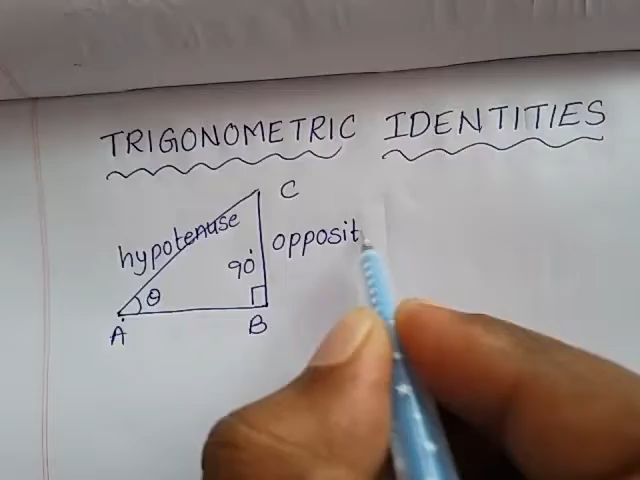 TRIGONOMETRIC IDENTITIES
C
hypotenuse
opposit
90°
θ
A
B